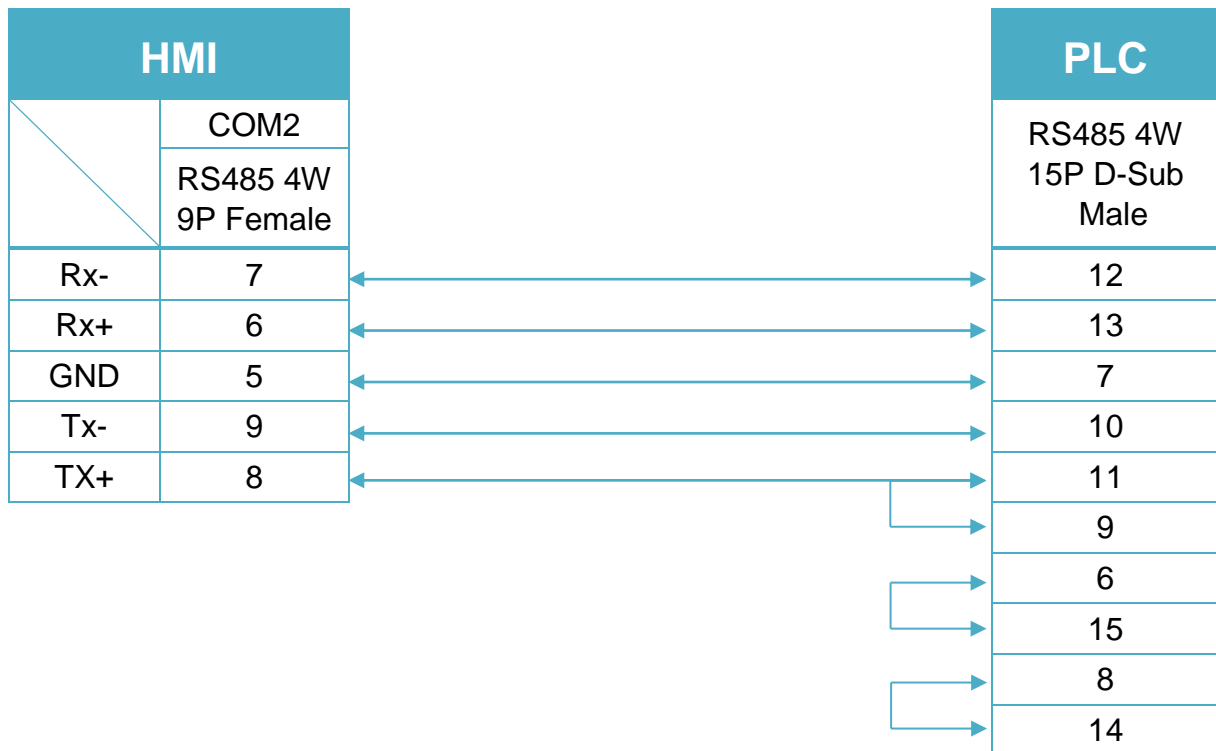 HMI
PLC
COM2
RS485 4W
9P Female
RS485 4W
15P D-Sub
Male
Rx- 7 12
Rx+ 6 13
GND 5 7
Tx- 9 10
TX+ 8 11
9
6
15
8
14